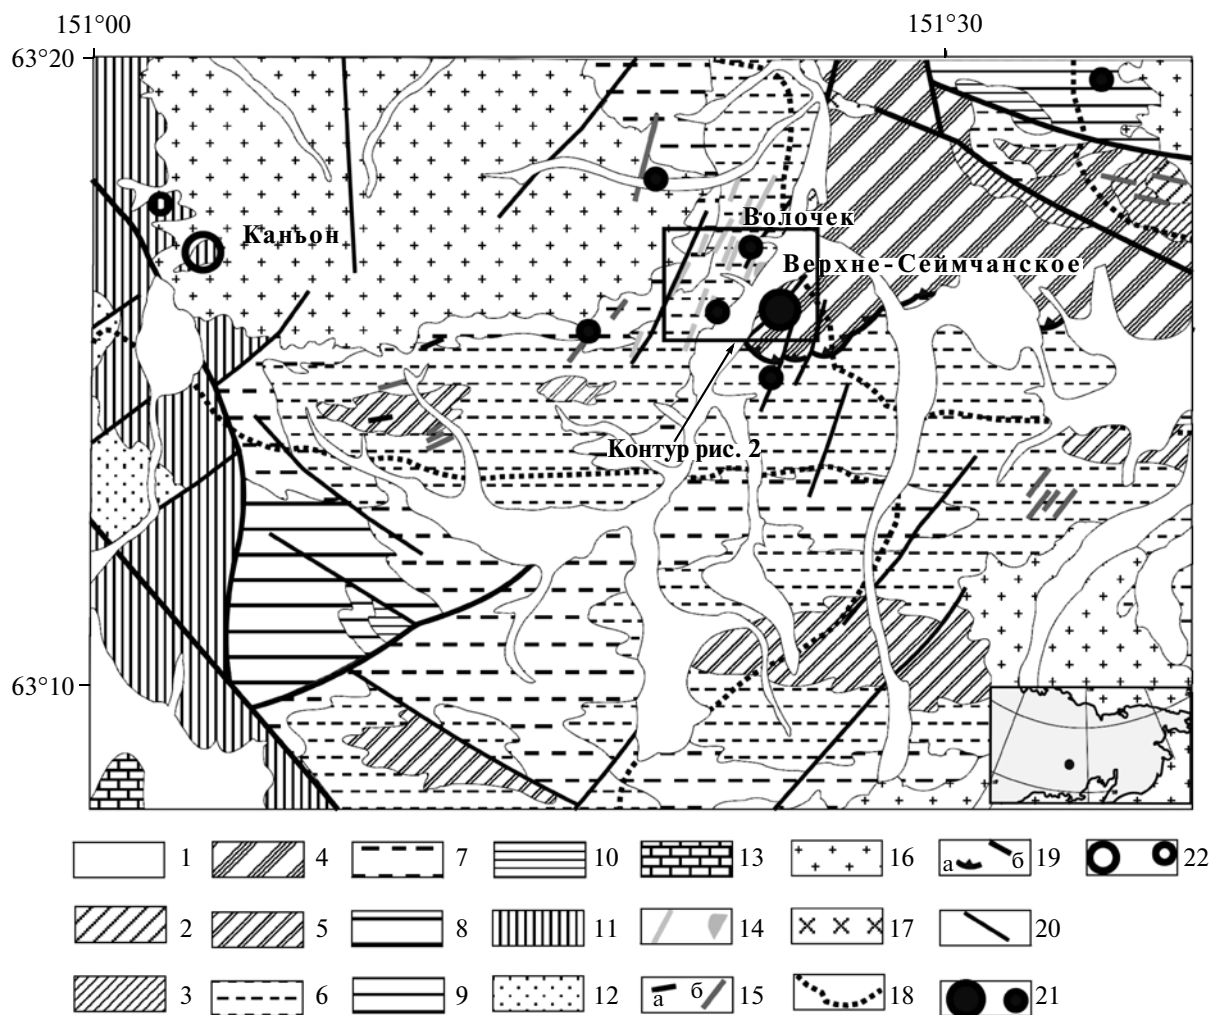 151°00
151°30
63°20
Волочек
Каньон
Верхне-Сеймчанское
Контур рис. 2
63°10
1 4 7 10 13 16 а б 19 22
2 5 8 11 14 17 20
3 6 9 12 а б 15 18 21